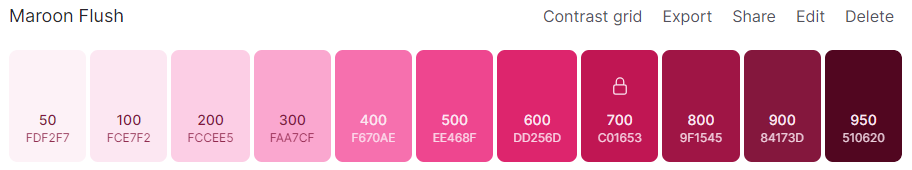 Maroon Flush Contrast grid Export Share Edit Delete
50 100 200 300 400 500 600 700 800 900 950
FDF2F7 FCE7F2 FCCEE5 FAA7CF F670AE EE468F DD256D C01653 9F1545 84173D 510620